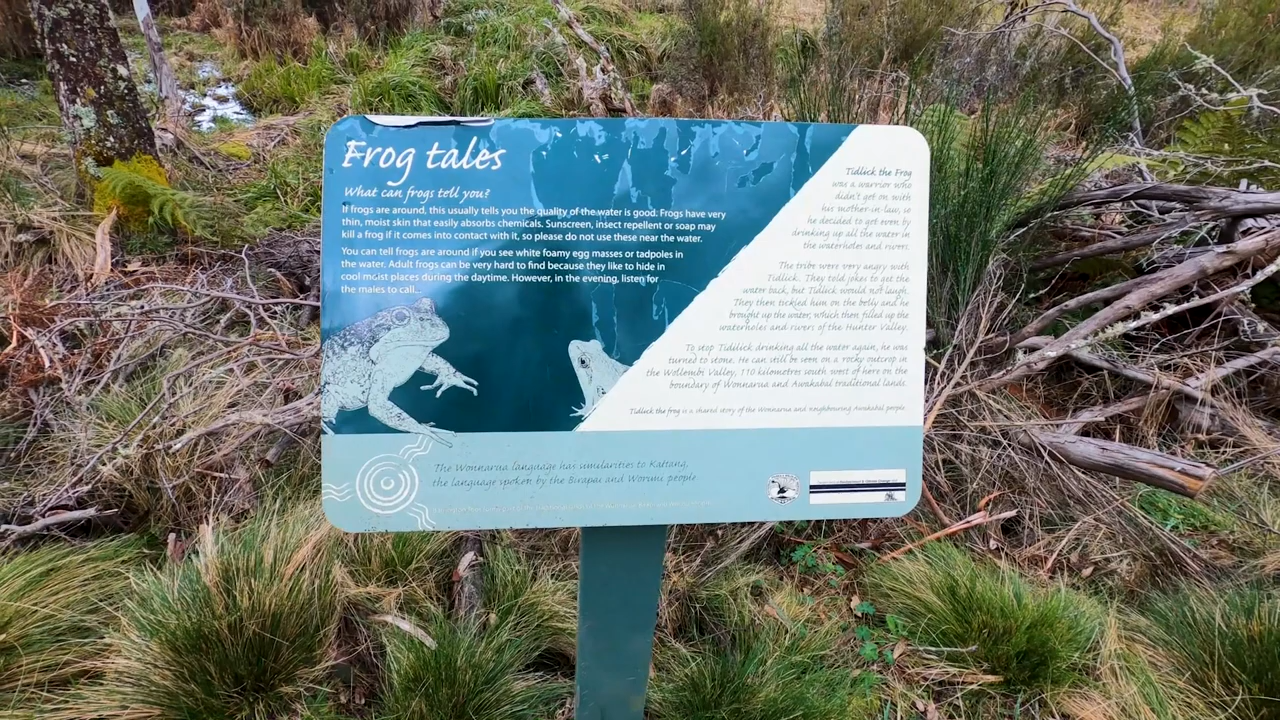 Frog tales
What can frogs tell you?
If frogs are around, this usually tells you the quality of the water is good. Frogs have very
thin, moist skin that easily absorbs chemicals. Sunscreen, insect repellent or soap may
kill a frog if it comes into contact with it, so please do not use these near the water.
You can tell frogs are around if you see white foamy egg masses or tadpoles in
the water. Adult frogs can be very hard to find because they like to hide in
cool moist places during the daytime. However, in the evening, listen for
the males to call...
Tidlick the Frog
was a warrior who
didn't get on with
his mother-in-law, so
he decided to get even by
drinking up all the water in
the waterholes and rivers.
The tribe were very angry with
Tidlick. They told jokes to get the
water back, but Tidlick would not laugh.
They then tickled him on the belly and he
brought up the water, which then filled up the
waterholes and rivers of the Hunter Valley.
To stop Tidilick drinking all the water again, he was
turned to stone. He can still be seen on a rocky outcrop in
the Wollombi Valley, 110 kilometres south west of here on the
boundary of Wonnarua and Awakabal traditional lands.
Tidlick the frog is a shared story of the Wonnarua and neighbouring Awakabal people
The Wonnarua language has similarities to Kattang,
the language spoken by the Birapai and Worimi people